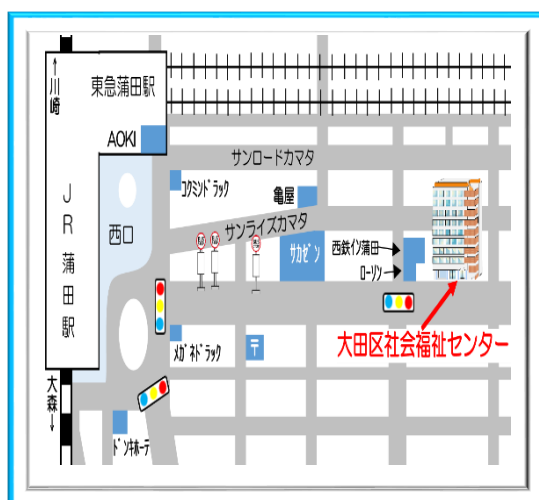 ↑川崎
東急蒲田駅
AOKI
サンロードカマタ
コクミンドラック
亀屋
JR蒲田駅
西口
サンライズカマタ
サカゼン
西鉄イン蒲田
ローソン
大田区社会福祉センター
メガネドラック
〒
大森↓
ドンキホーテ